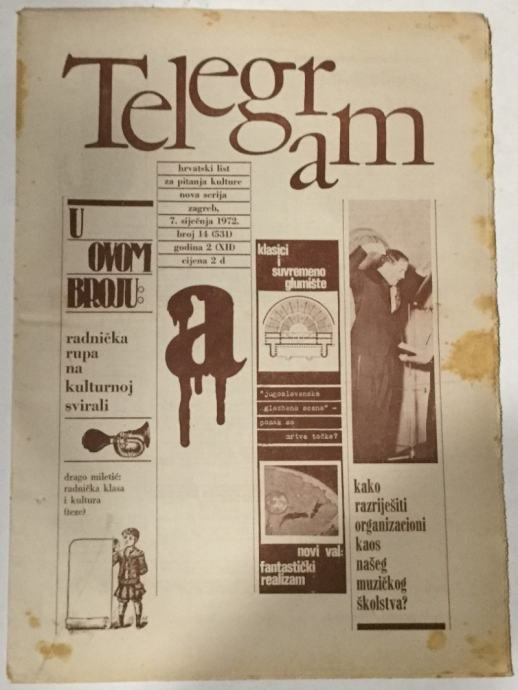 Telegram
hrvatski list
za pitanja kulture
nova serija
zagreb,
7. siječnja 1972.
broj 14 (531)
godina 2 (XII)
cijena 2 d
U
OVOM
BROJU:
radnička
rupa
na
kulturnoj
svirali
drago miletić:
radnička klasa
i kultura
(teze)
a
klasici
i
suvremeno
glumište
"jugoslavenska
glazbena scena" –
pomak sa
mrtve točke?
novi val:
fantastički
realizam
kako
razriješiti
organizacioni
kaos
našeg
muzičkog
školstva?